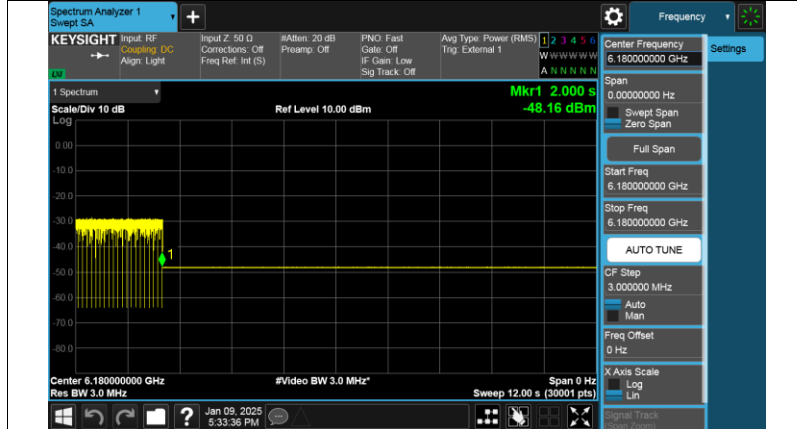 Spectrum Analyzer 1
Swept SA
+
Frequency
KEYSIGHT
Input: RF
Coupling: DC
Align: Light
Input Z: 50 Ω
Corrections: Off
Freq Ref: Int (S)
#Atten: 20 dB
Preamp: Off
PNO: Fast
Gate: Off
IF Gain: Low
Sig Track: Off
Avg Type: Power (RMS)
Trig: External 1
1 2 3 4 5 6
W W W W W W
A N N N N N
LXI
1 Spectrum
Scale/Div 10 dB
Ref Level 10.00 dBm
Mkr1 2.000 s
-48.16 dBm
Log
0.00
-10.0
-20.0
-30.0
-40.0
-50.0
-60.0
-70.0
-80.0
1
Center 6.180000000 GHz
Res BW 3.0 MHz
#Video BW 3.0 MHz*
Span 0 Hz
Sweep 12.00 s (30001 pts)
Jan 09, 2025
5:33:36 PM
?
Center Frequency
6.180000000 GHz
Settings
Span
0.00000000 Hz
Swept Span
Zero Span
Full Span
Start Freq
6.180000000 GHz
Stop Freq
6.180000000 GHz
AUTO TUNE
CF Step
3.000000 MHz
Auto
Man
Freq Offset
0 Hz
X Axis Scale
Log
Lin
Signal Track
(Span Zoom)